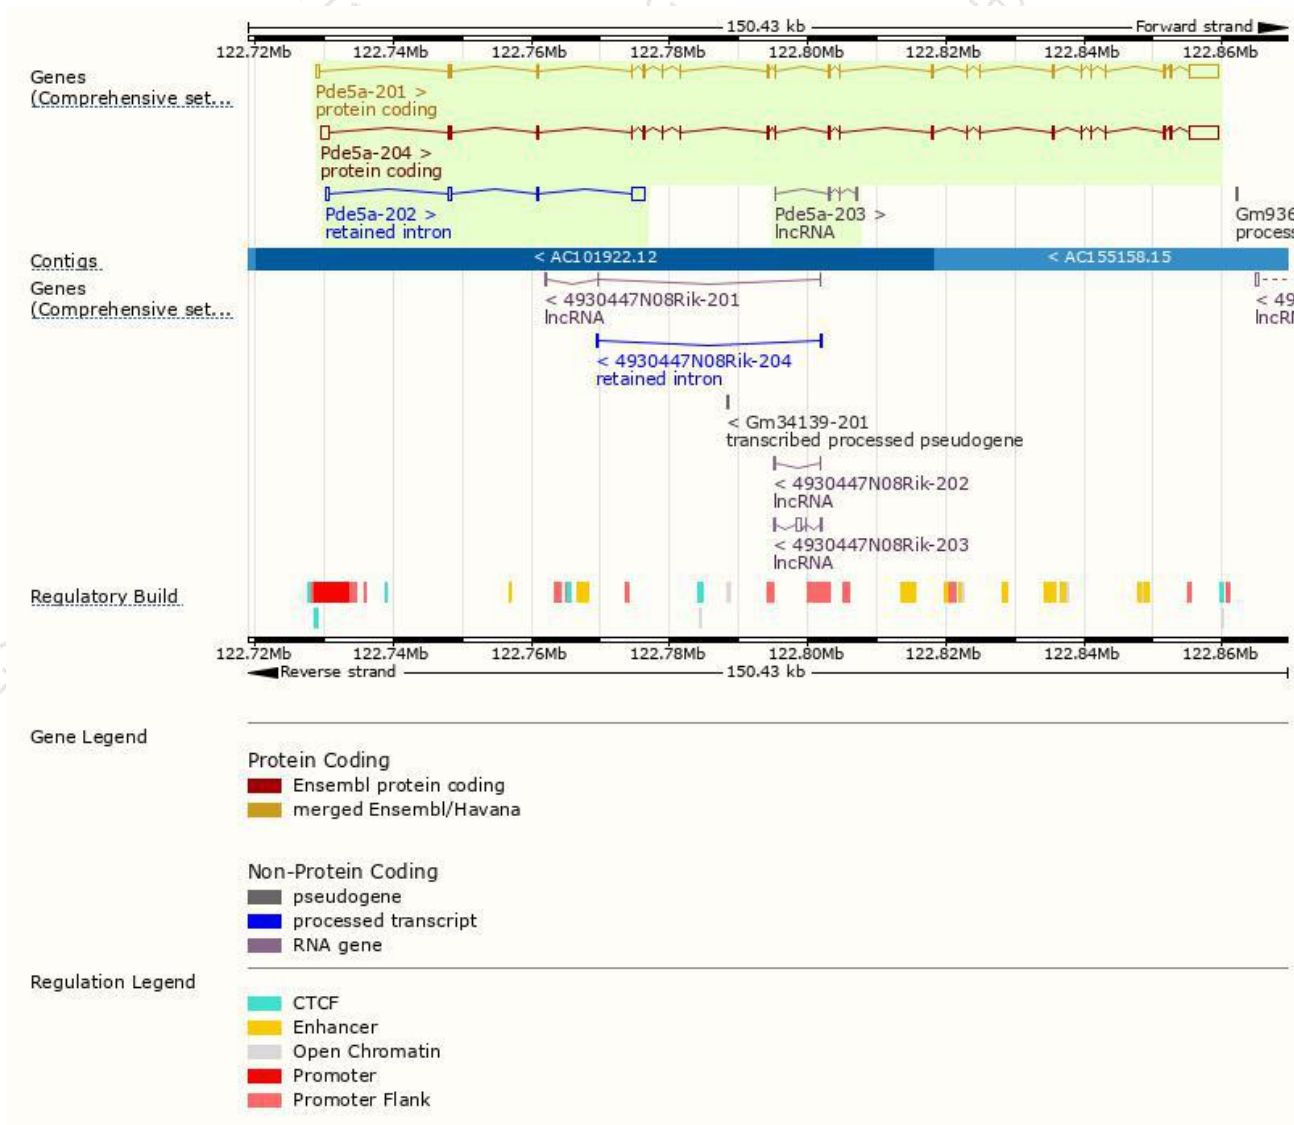 150.43 kb
Forward strand
122.72Mb 122.74Mb 122.76Mb 122.78Mb 122.80Mb 122.82Mb 122.84Mb 122.86Mb
Genes
(Comprehensive set...
Pde5a-201 >
protein coding
Pde5a-204 >
protein coding
Pde5a-202 >
retained intron
Pde5a-203 >
lncRNA
Gm936
process
Contigs
< AC101922.12
< AC155158.15
Genes
(Comprehensive set...
< 4930447N08Rik-201
lncRNA
< 49
lncR
< 4930447N08Rik-204
retained intron
< Gm34139-201
transcribed processed pseudogene
< 4930447N08Rik-202
lncRNA
< 4930447N08Rik-203
lncRNA
Regulatory Build
122.72Mb 122.74Mb 122.76Mb 122.78Mb 122.80Mb 122.82Mb 122.84Mb 122.86Mb
Reverse strand
150.43 kb
Gene Legend
Protein Coding
Ensembl protein coding
merged Ensembl/Havana
Non-Protein Coding
pseudogene
processed transcript
RNA gene
Regulation Legend
CTCF
Enhancer
Open Chromatin
Promoter
Promoter Flank